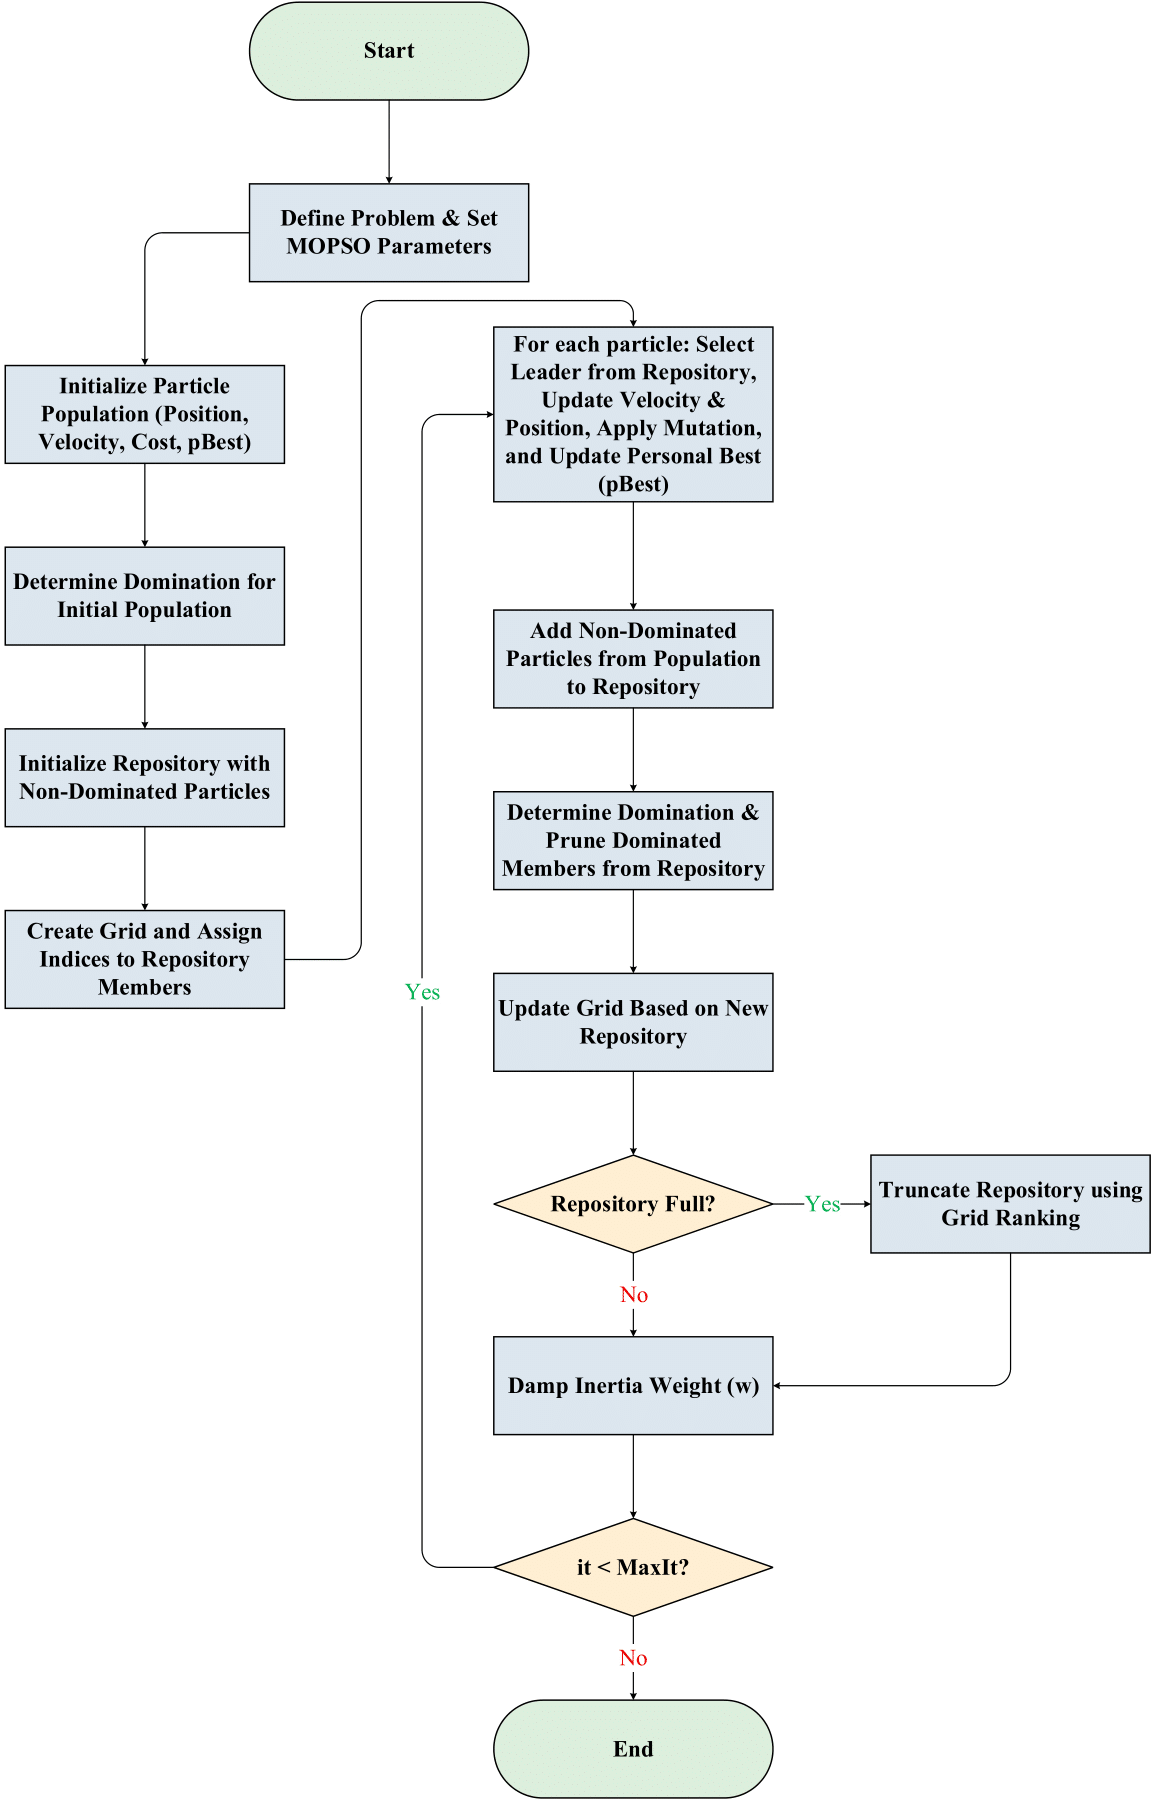 Start
Define Problem & Set
MOPSO Parameters
Initialize Particle
Population (Position,
Velocity, Cost, pBest)
Determine Domination for
Initial Population
Initialize Repository with
Non-Dominated Particles
Create Grid and Assign
Indices to Repository
Members
For each particle: Select
Leader from Repository,
Update Velocity &
Position, Apply Mutation,
and Update Personal Best
(pBest)
Add Non-Dominated
Particles from Population
to Repository
Determine Domination &
Prune Dominated
Members from Repository
Update Grid Based on New
Repository
Repository Full?
Yes
Truncate Repository using
Grid Ranking
No
Damp Inertia Weight (w)
it < MaxIt?
Yes
No
End